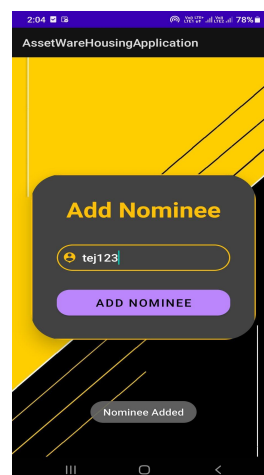 2:04
78%
AssetWareHousingApplication
Add Nominee
tej123
ADD NOMINEE
Nominee Added